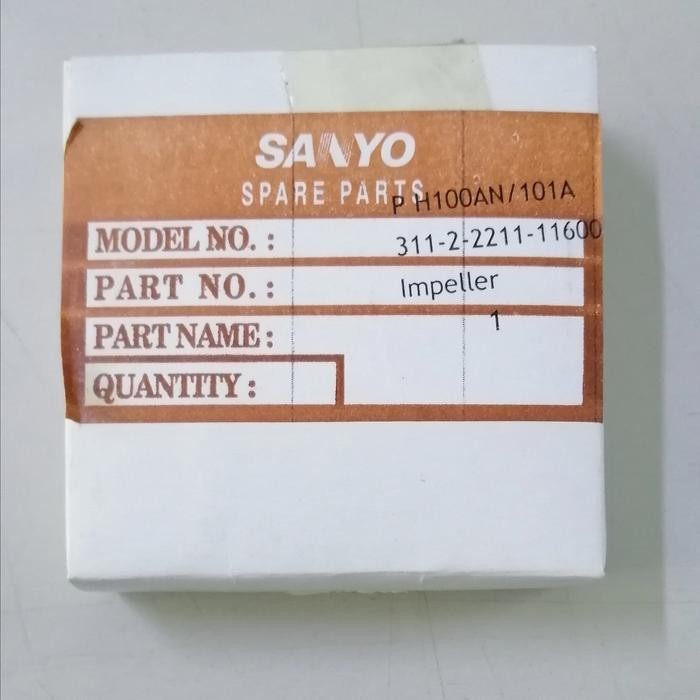 SANYO
SPARE PARTS
P H100AN/101A
MODEL NO. : 311-2-2211-11600
PART NO. : Impeller
PART NAME : 1
QUANTITY :